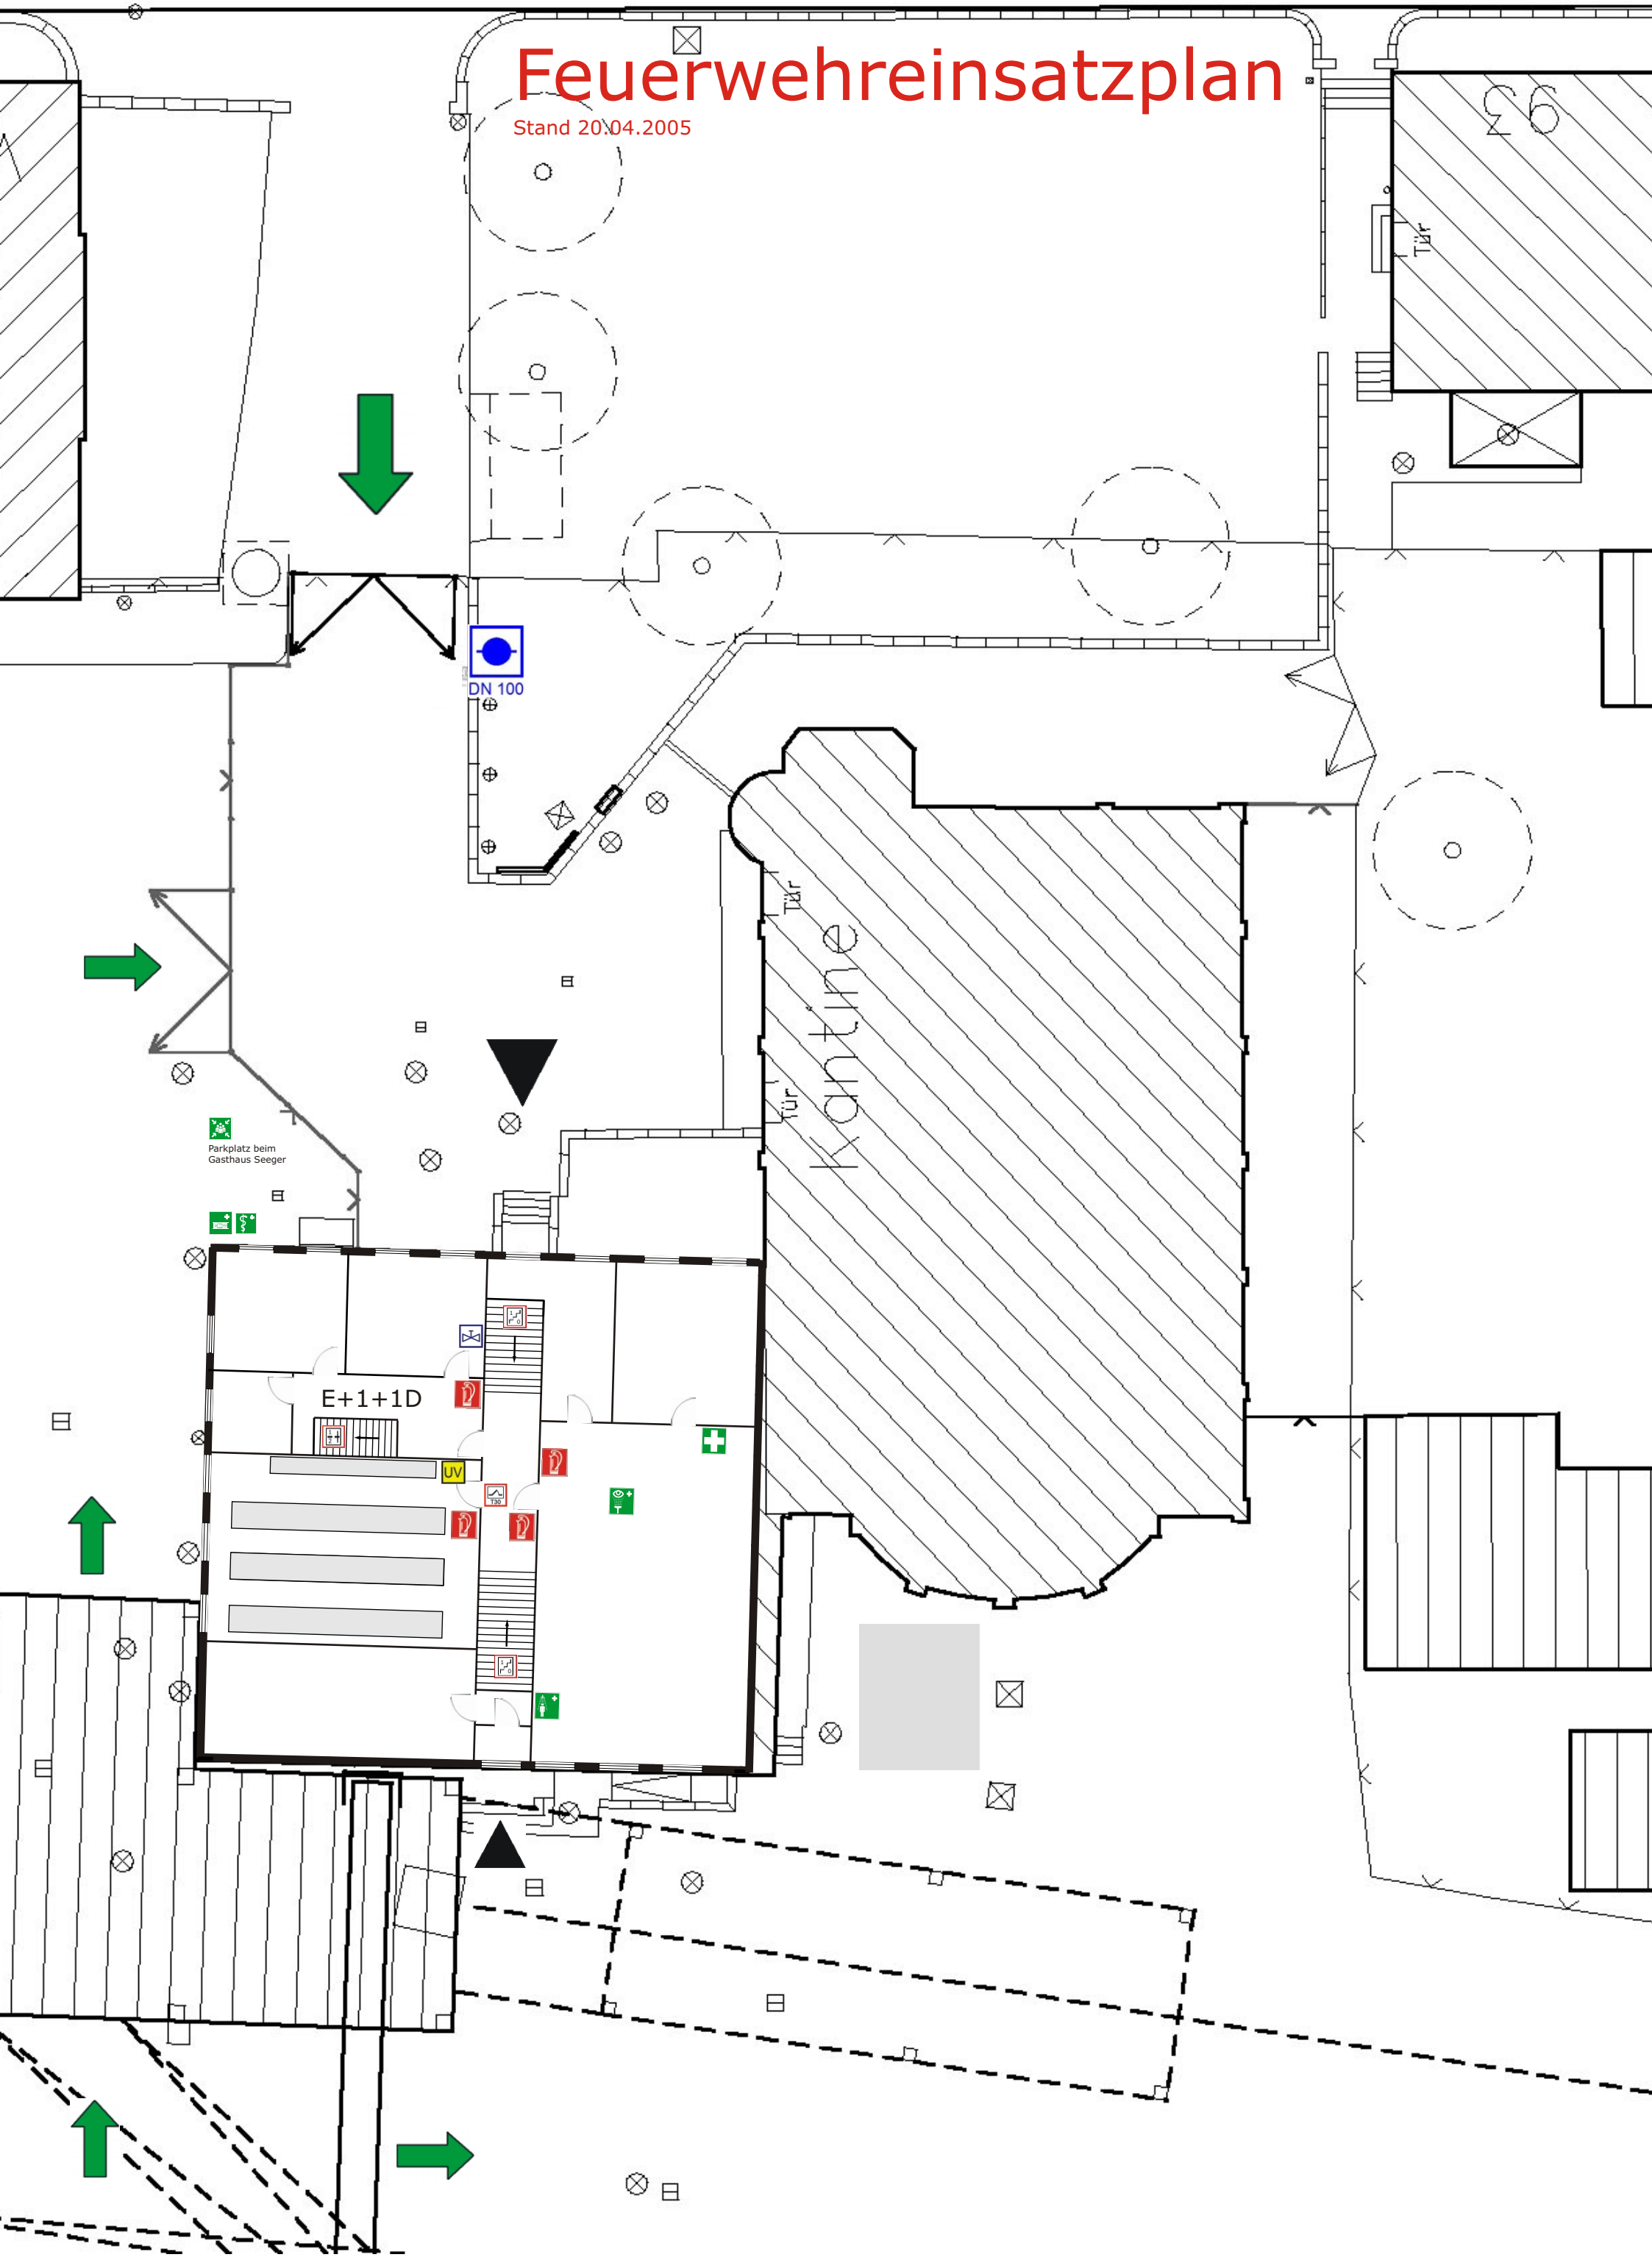 Feuerwehreinsatzplan
Stand 20.04.2005
93
Tür
DN 100
Tür
Kantine
Tür
Parkplatz beim
Gasthaus Seeger
E+1+1D
UV
T30